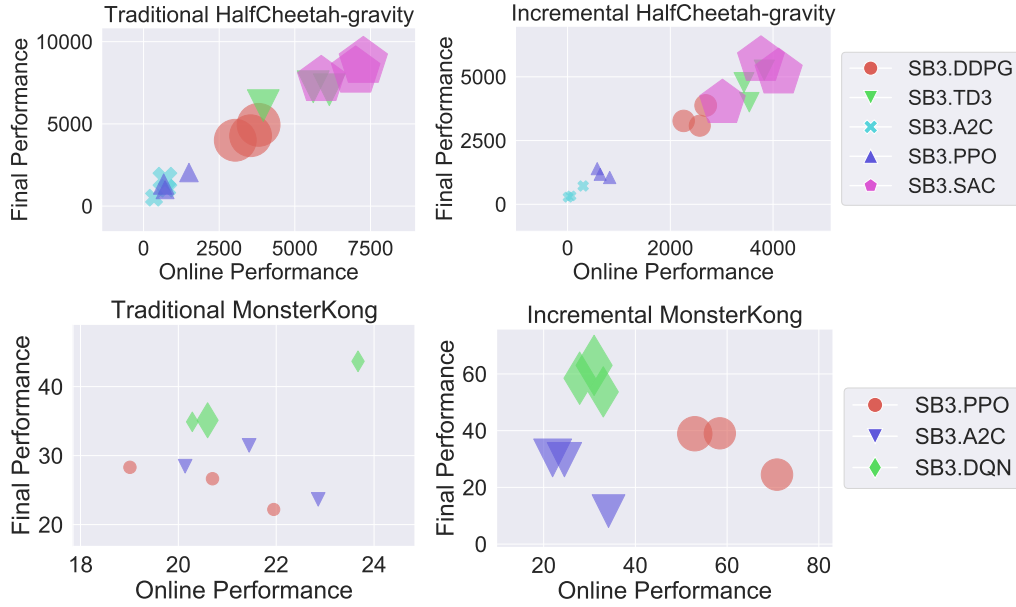 Traditional HalfCheetah-gravity
Final Performance
10000
5000
0
0 2500 5000 7500
Online Performance
Incremental HalfCheetah-gravity
Final Performance
5000
2500
0
0 2000 4000
Online Performance
SB3.DDPG
SB3.TD3
SB3.A2C
SB3.PPO
SB3.SAC
Traditional MonsterKong
Final Performance
40
30
20
18 20 22 24
Online Performance
Incremental MonsterKong
Final Performance
60
40
20
0
20 40 60 80
Online Performance
SB3.PPO
SB3.A2C
SB3.DQN